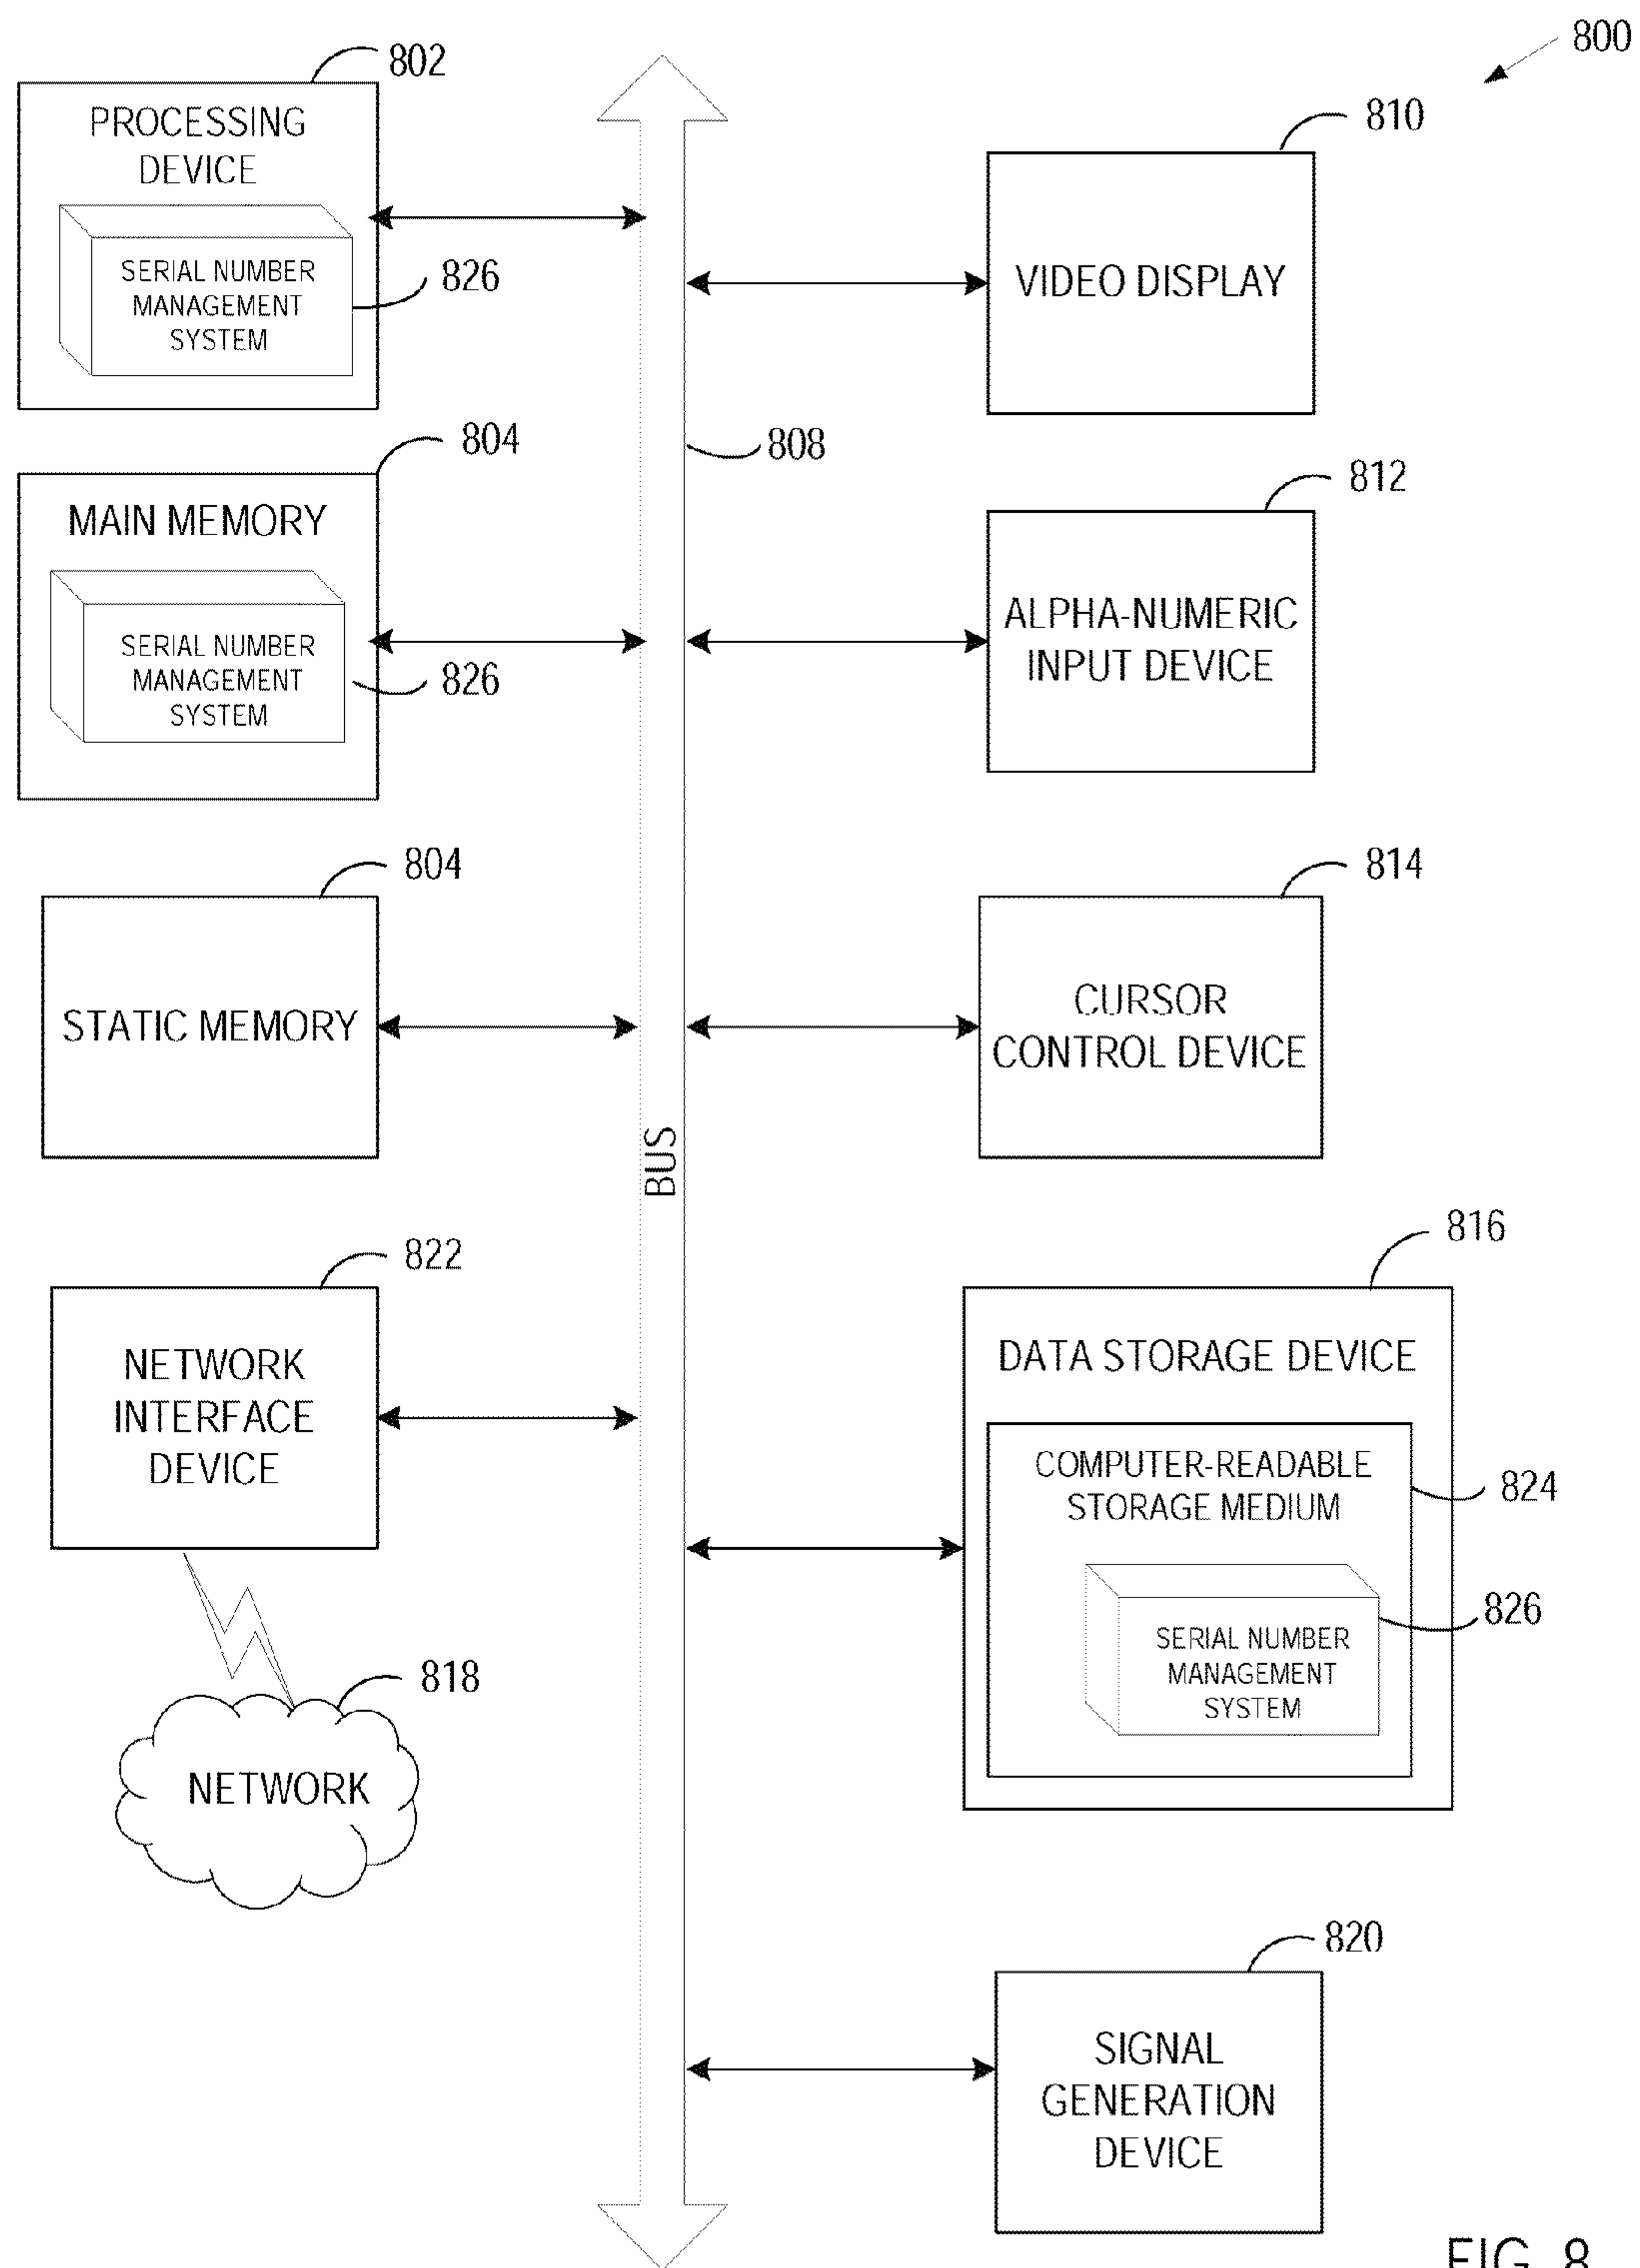 800
802
PROCESSING
DEVICE
SERIAL NUMBER
MANAGEMENT
SYSTEM
826
804
MAIN MEMORY
SERIAL NUMBER
MANAGEMENT
SYSTEM
826
804
STATIC MEMORY
822
NETWORK
INTERFACE
DEVICE
818
NETWORK
808
BUS
810
VIDEO DISPLAY
812
ALPHA-NUMERIC
INPUT DEVICE
814
CURSOR
CONTROL DEVICE
816
DATA STORAGE DEVICE
COMPUTER-READABLE
STORAGE MEDIUM
824
SERIAL NUMBER
MANAGEMENT
SYSTEM
826
820
SIGNAL
GENERATION
DEVICE
FIG. 8